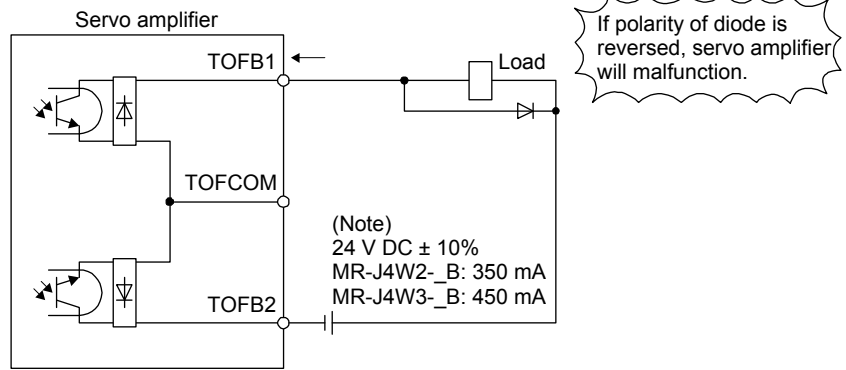 Servo amplifier
TOFB1
Load
If polarity of diode is
reversed, servo amplifier
will malfunction.
TOFCOM
(Note)
24 V DC ± 10%
MR-J4W2-_B: 350 mA
MR-J4W3-_B: 450 mA
TOFB2